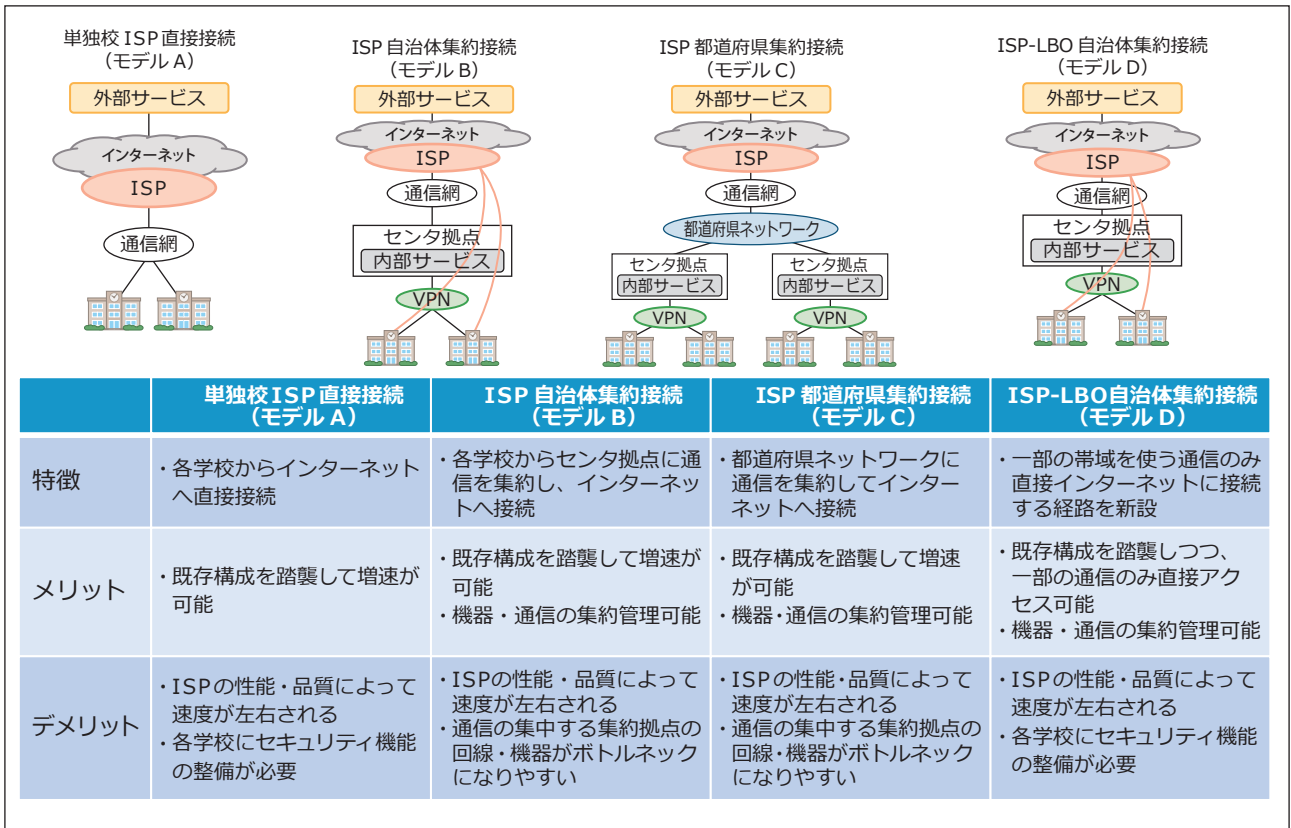 単独校 ISP 直接接続
（モデル A）
外部サービス
インターネット
ISP
通信網
ISP 自治体集約接続
（モデル B）
外部サービス
インターネット
ISP
通信網
センタ拠点
内部サービス
VPN
ISP 都道府県集約接続
（モデル C）
外部サービス
インターネット
ISP
通信網
都道府県ネットワーク
センタ拠点
内部サービス
VPN
センタ拠点
内部サービス
VPN
ISP-LBO 自治体集約接続
（モデル D）
外部サービス
インターネット
ISP
通信網
センタ拠点
内部サービス
VPN
単独校ISP直接接続
（モデル A）
ISP 自治体集約接続
（モデル B）
ISP 都道府県集約接続
（モデル C）
ISP-LBO自治体集約接続
（モデル D）
特徴
・各学校からインターネット
へ直接接続
・各学校からセンタ拠点に通
信を集約し、インターネッ
トへ接続
・都道府県ネットワークに
通信を集約してインター
ネットへ接続
・一部の帯域を使う通信のみ
直接インターネットに接続
する経路を新設
メリット
・既存構成を踏襲して増速が
可能
・既存構成を踏襲して増速が
可能
・機器・通信の集約管理可能
・既存構成を踏襲して増速
が可能
・機器・通信の集約管理可能
・既存構成を踏襲しつつ、
一部の通信のみ直接アク
セス可能
・機器・通信の集約管理可能
デメリット
・ISPの性能・品質によって
速度が左右される
・各学校にセキュリティ機能
の整備が必要
・ISPの性能・品質によって
速度が左右される
・通信の集中する集約拠点の
回線・機器がボトルネック
になりやすい
・ISPの性能・品質によって
速度が左右される
・通信の集中する集約拠点の
回線・機器がボトルネック
になりやすい
・ISPの性能・品質によって
速度が左右される
・各学校にセキュリティ機能
の整備が必要